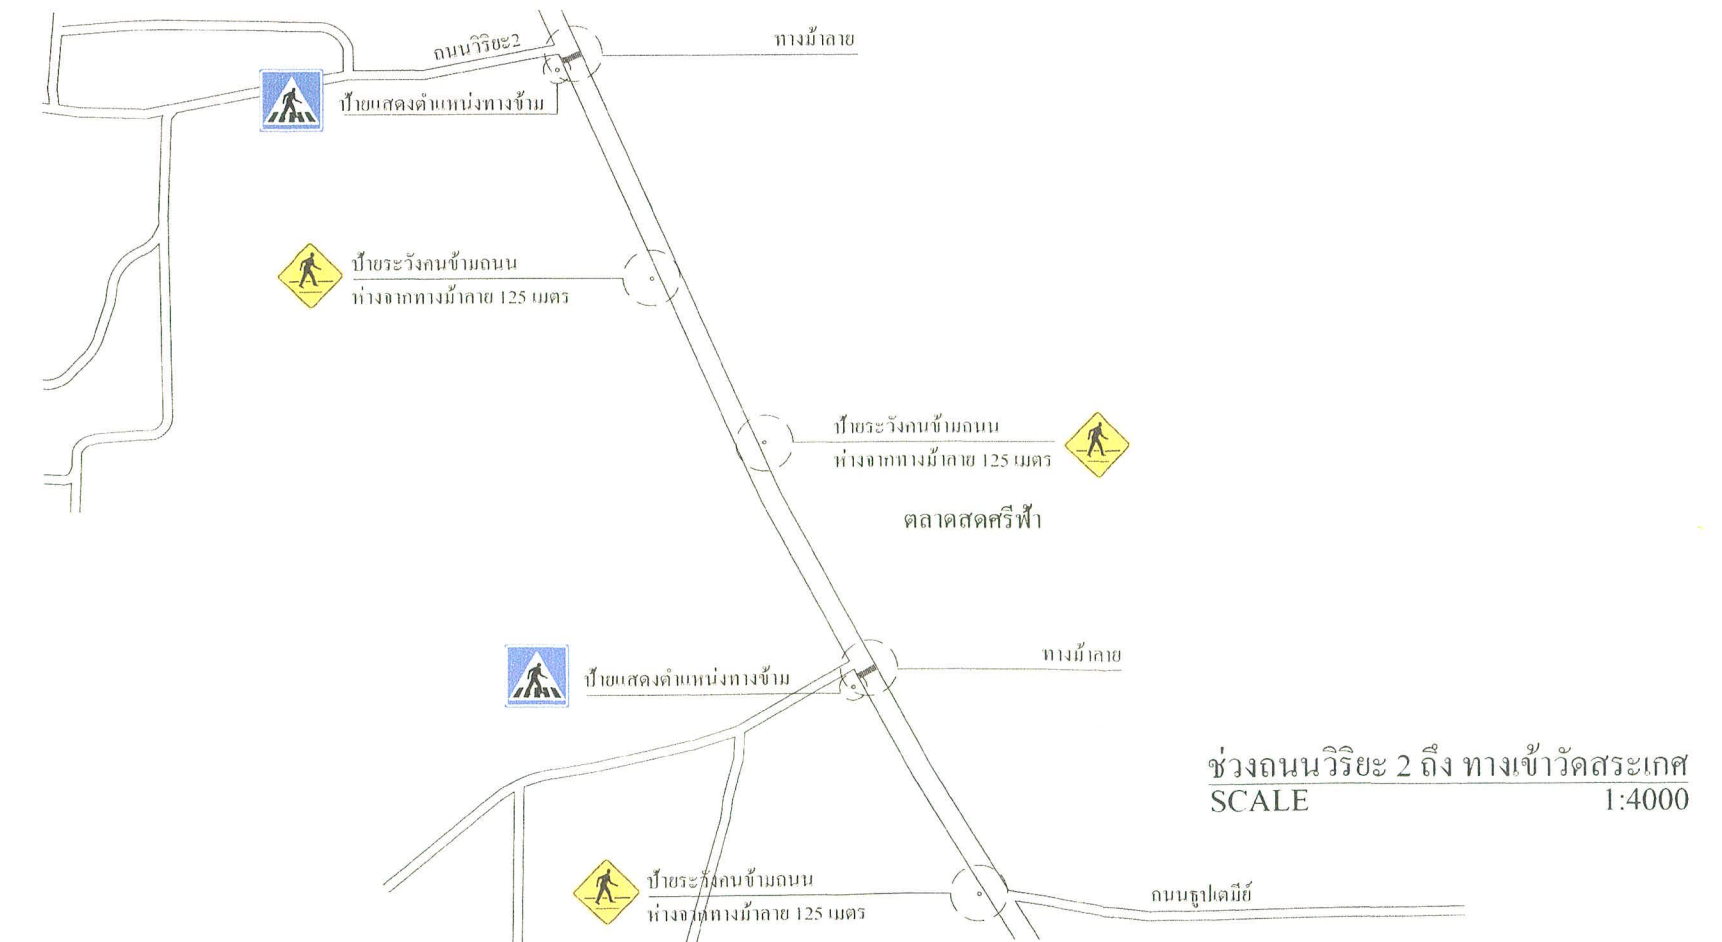 ถนนวิริยะ2
ทางม้าลาย
ป้ายแสดงตำแหน่งทางข้าม
ป้ายระวังคนข้ามถนน
ห่างจากทางม้าลาย 125 เมตร
ป้ายระวังคนข้ามถนน
ห่างจากทางม้าลาย 125 เมตร
ตลาดสดศรีฟ้า
ทางม้าลาย
ป้ายแสดงตำแหน่งทางข้าม
ช่วงถนนวิริยะ 2 ถึง ทางเข้าวัดสระเกศ
SCALE 1:4000
ป้ายระวังคนข้ามถนน
ห่างจากทางม้าลาย 125 เมตร
ถนนธูปเตมีย์